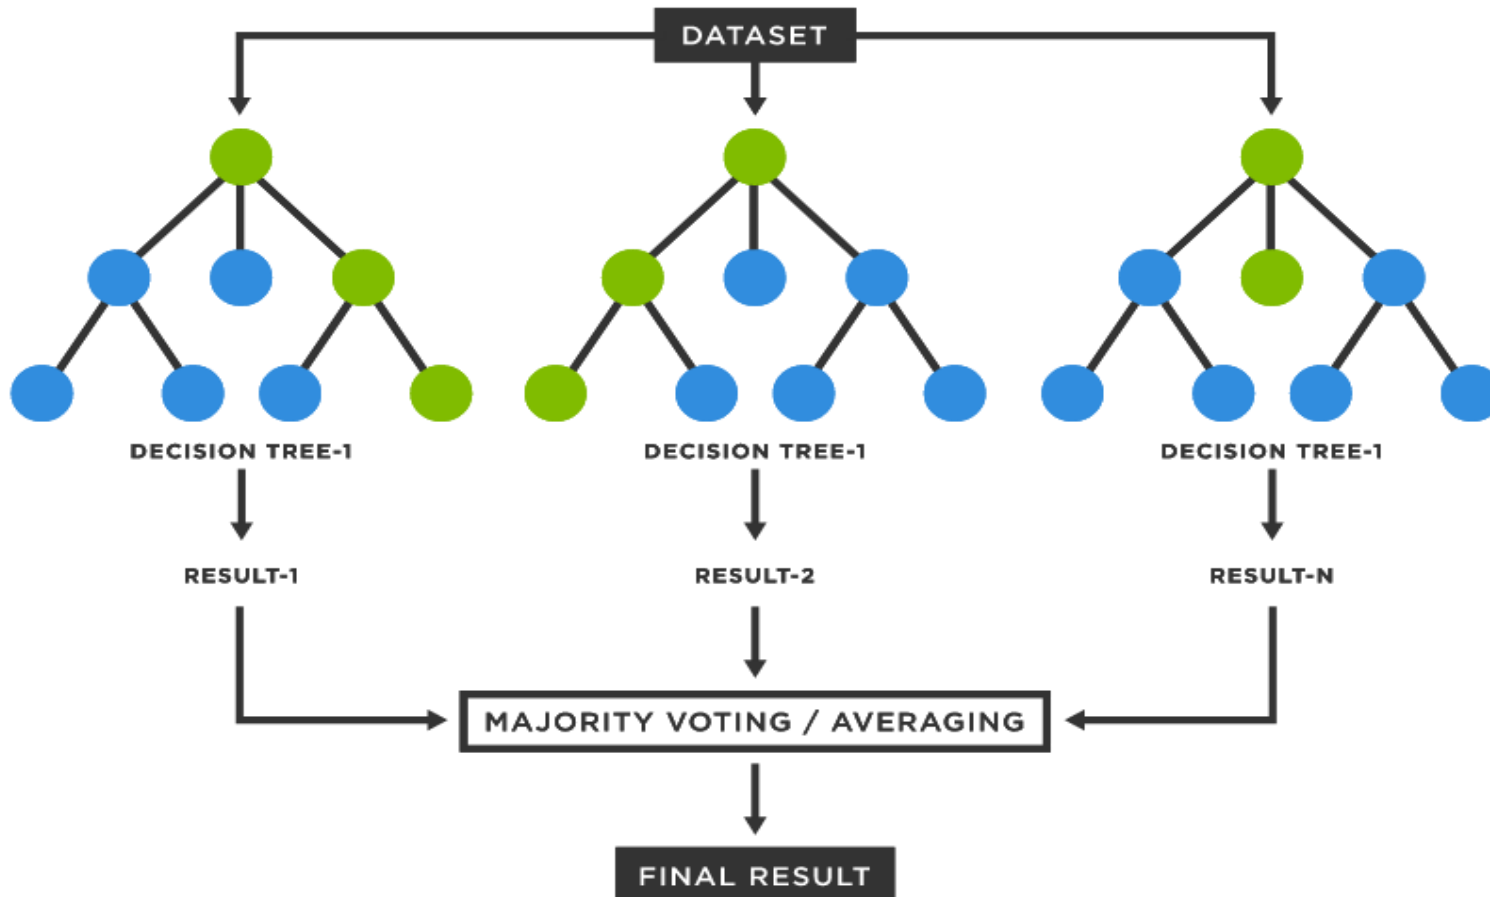 DATASET
DECISION TREE-1
DECISION TREE-1
DECISION TREE-1
RESULT-1
RESULT-2
RESULT-N
MAJORITY VOTING / AVERAGING
FINAL RESULT